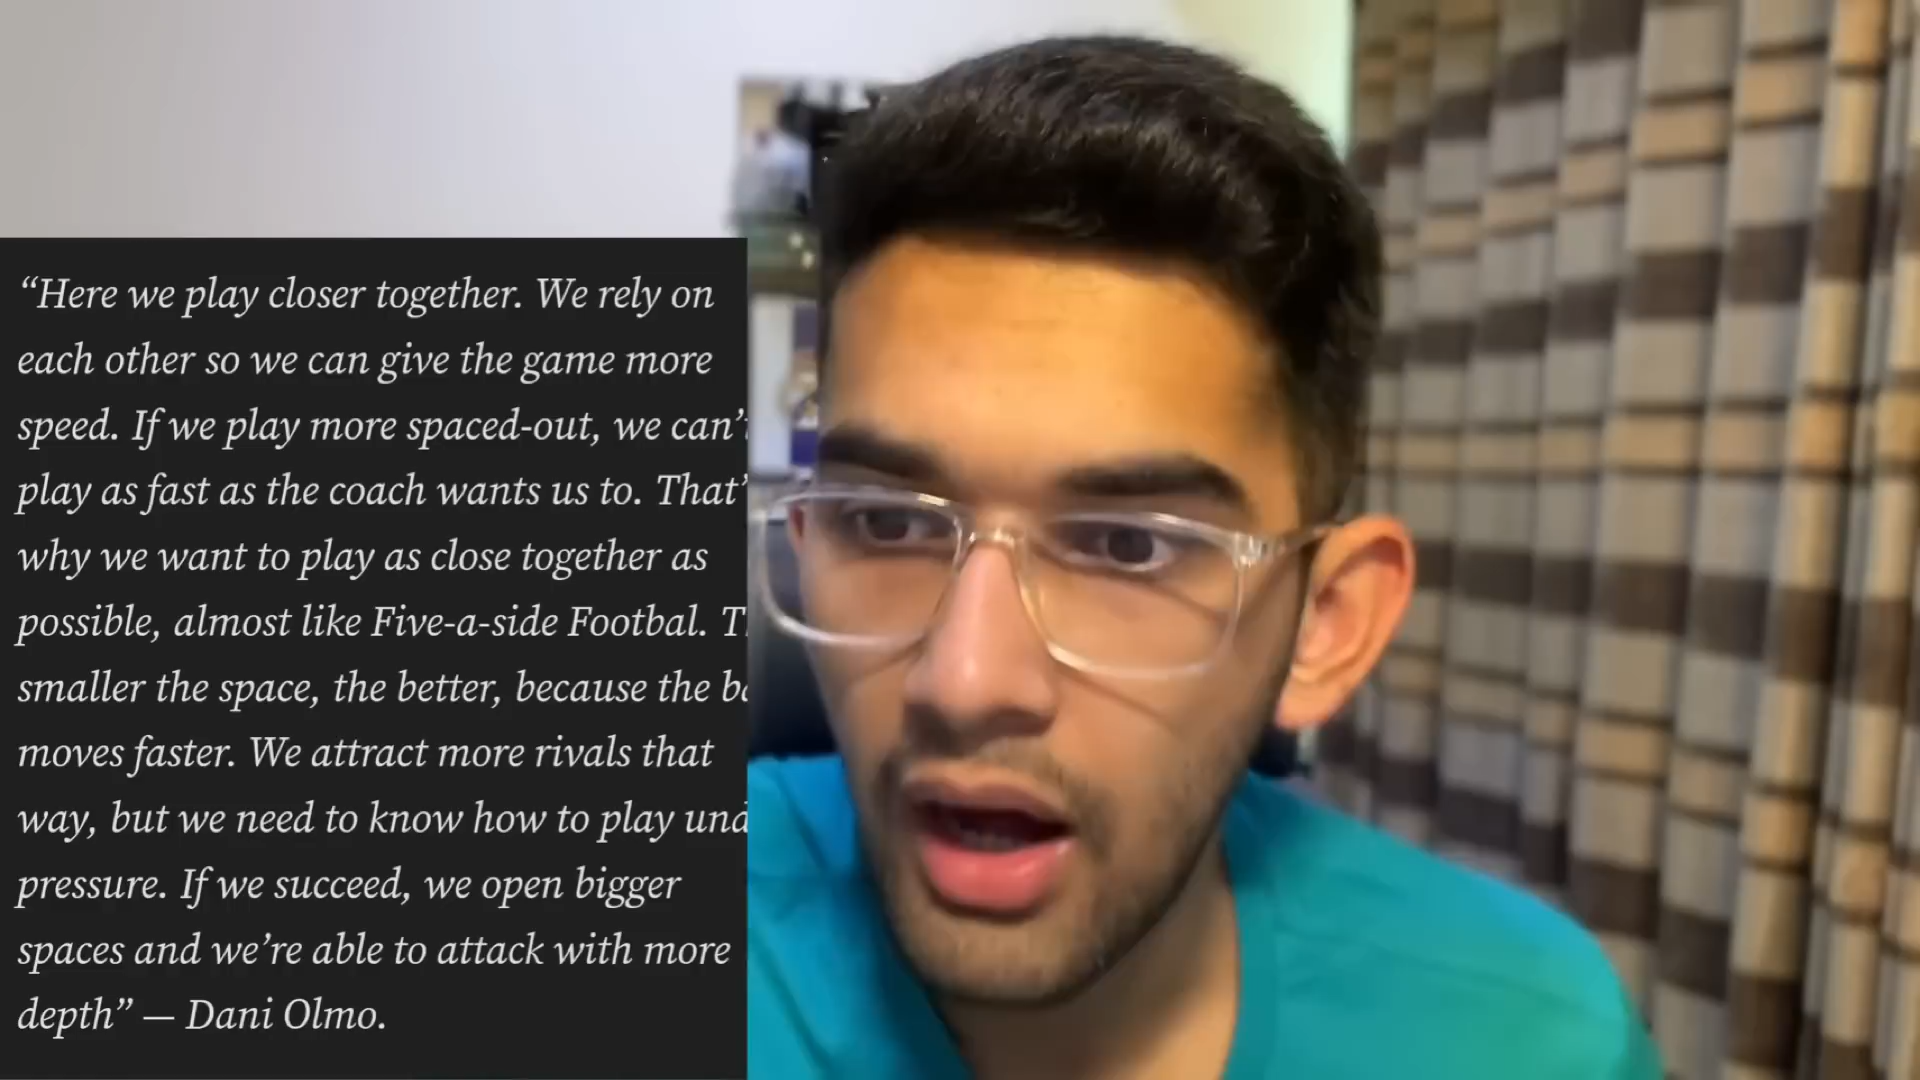 “Here we play closer together. We rely on
each other so we can give the game more
speed. If we play more spaced-out, we can’t
play as fast as the coach wants us to. That’
why we want to play as close together as
possible, almost like Five-a-side Footbal. T
smaller the space, the better, because the
moves faster. We attract more rivals that
way, but we need to know how to play
pressure. If we succeed, we open bigger
spaces and we’re able to attack with more
depth” — Dani Olmo.